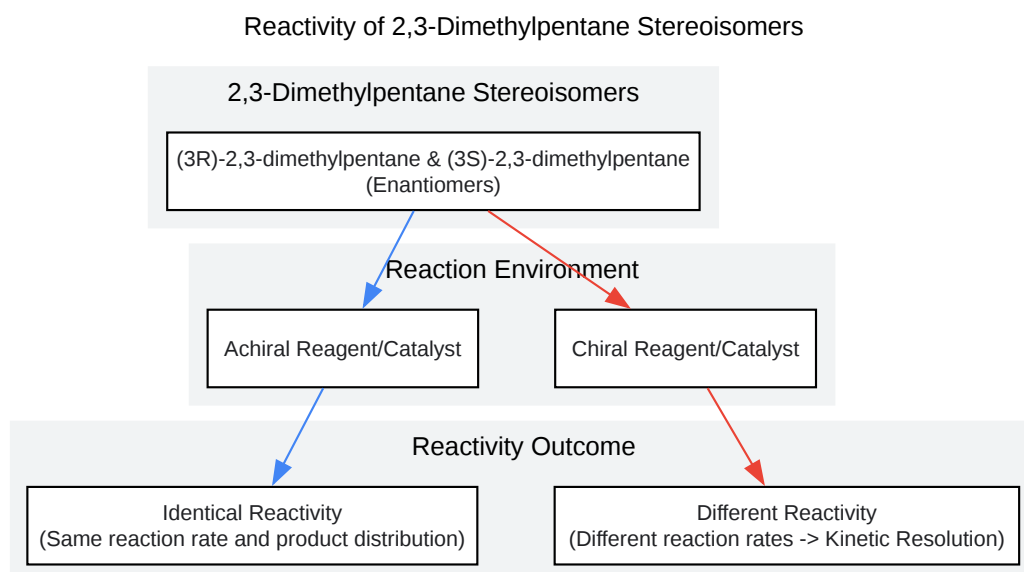 Reactivity of 2,3-Dimethylpentane Stereoisomers
2,3-Dimethylpentane Stereoisomers
(3R)-2,3-dimethylpentane & (3S)-2,3-dimethylpentane
(Enantiomers)
Reaction Environment
Achiral Reagent/Catalyst
Chiral Reagent/Catalyst
Reactivity Outcome
Identical Reactivity
(Same reaction rate and product distribution)
Different Reactivity
(Different reaction rates -> Kinetic Resolution)